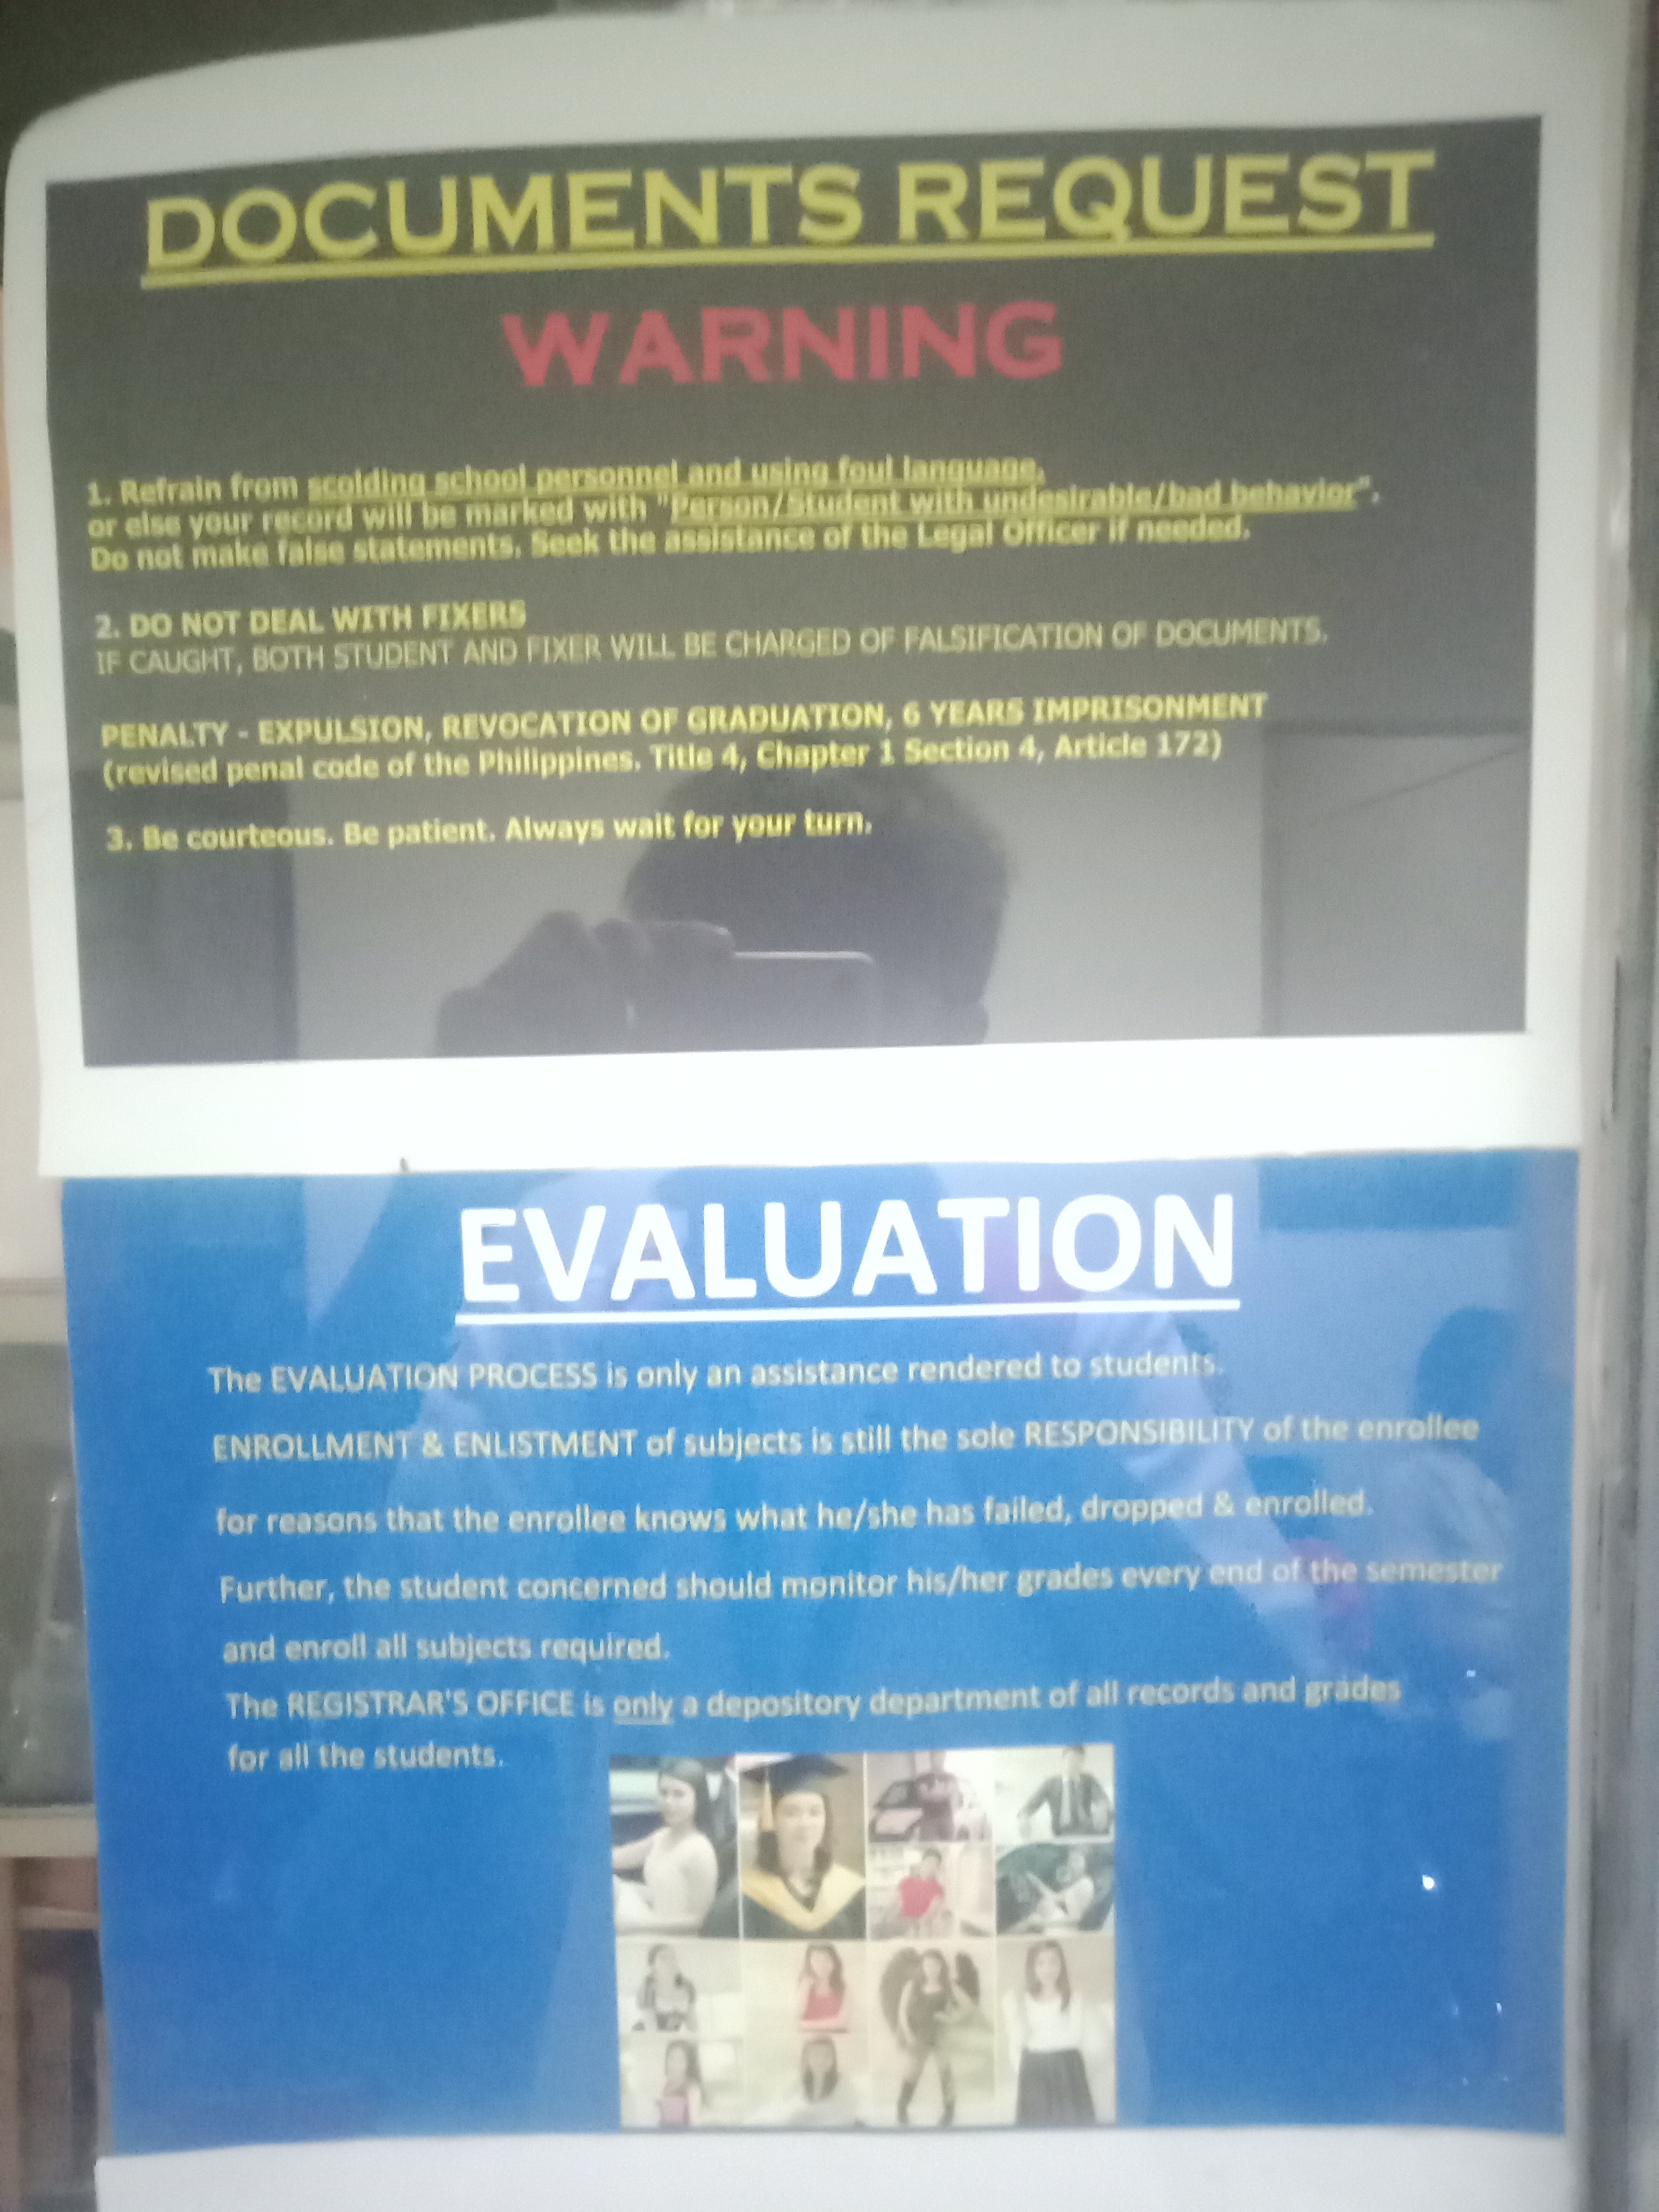 DOCUMENTS REQUEST
WARNING
1. Refrain from scolding school personnel and using foul language,
or else your record will be marked with "Person/Student with undesirable/bad behavior".
Do not make false statements. Seek the assistance of the Legal Officer if needed.
2. DO NOT DEAL WITH FIXERS
IF CAUGHT, BOTH STUDENT AND FIXER WILL BE CHARGED OF FALSIFICATION OF DOCUMENTS.
PENALTY - EXPULSION, REVOCATION OF GRADUATION, 6 YEARS IMPRISONMENT
(revised penal code of the Philippines. Title 4, Chapter 1 Section 4, Article 172)
3. Be courteous. Be patient. Always wait for your turn.
EVALUATION
The EVALUATION PROCESS is only an assistance rendered to students.
ENROLLMENT & ENLISTMENT of subjects is still the sole RESPONSIBILITY of the enrollee
for reasons that the enrollee knows what he/she has failed, dropped & enrolled.
Further, the student concerned should monitor his/her grades every end of the semester
and enroll all subjects required.
The REGISTRAR'S OFFICE is only a depository department of all records and grades
for all the students.